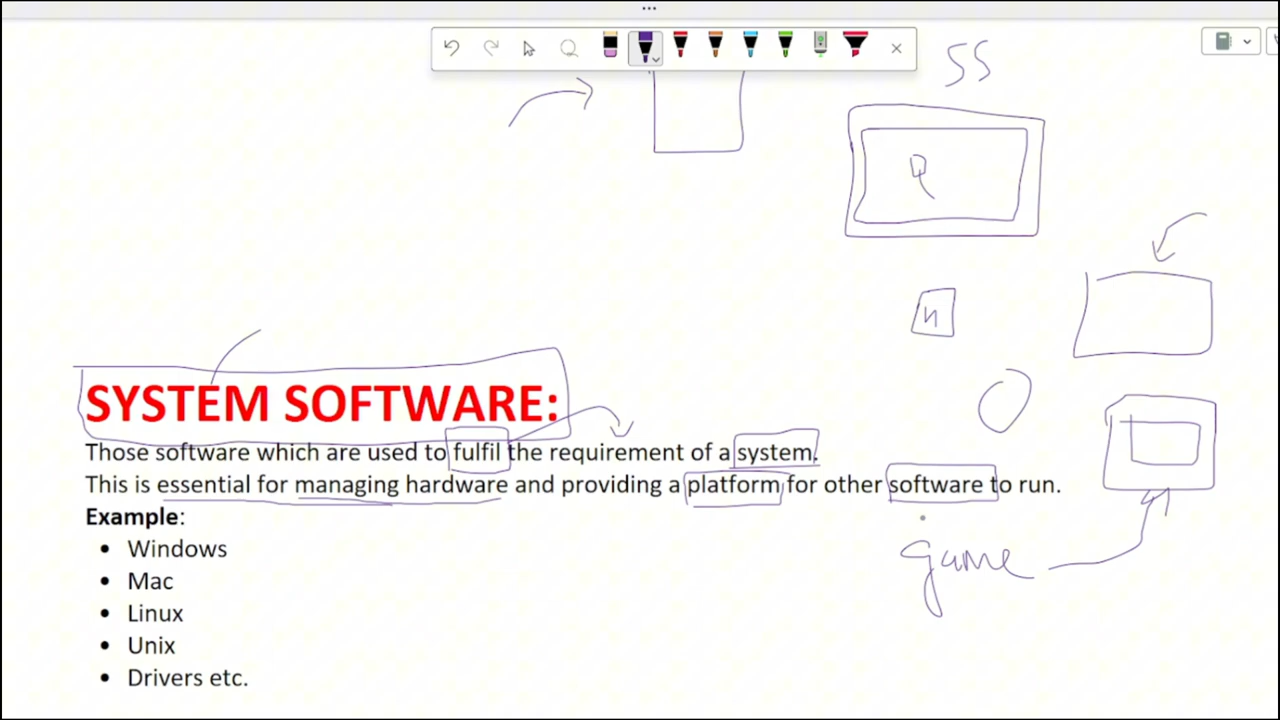 SS
SYSTEM SOFTWARE:
Those software which are used to fulfil the requirement of a system.
This is essential for managing hardware and providing a platform for other software to run.
Example:
• Windows
• Mac
• Linux
• Unix
• Drivers etc.
game